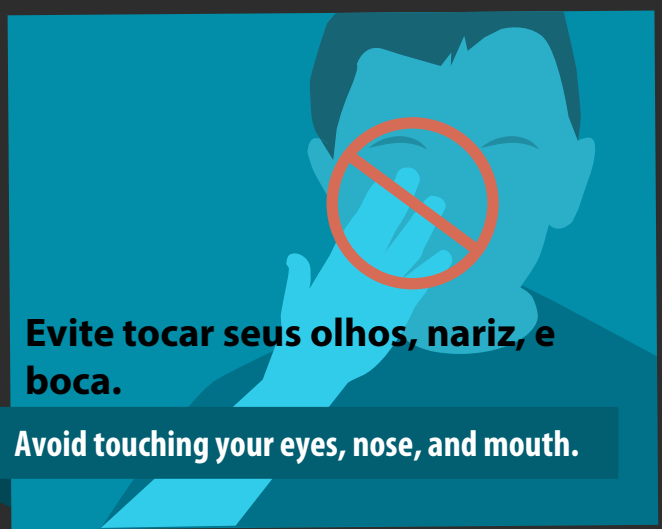 Evite tocar seus olhos, nariz, e
boca.
Avoid touching your eyes, nose, and mouth.